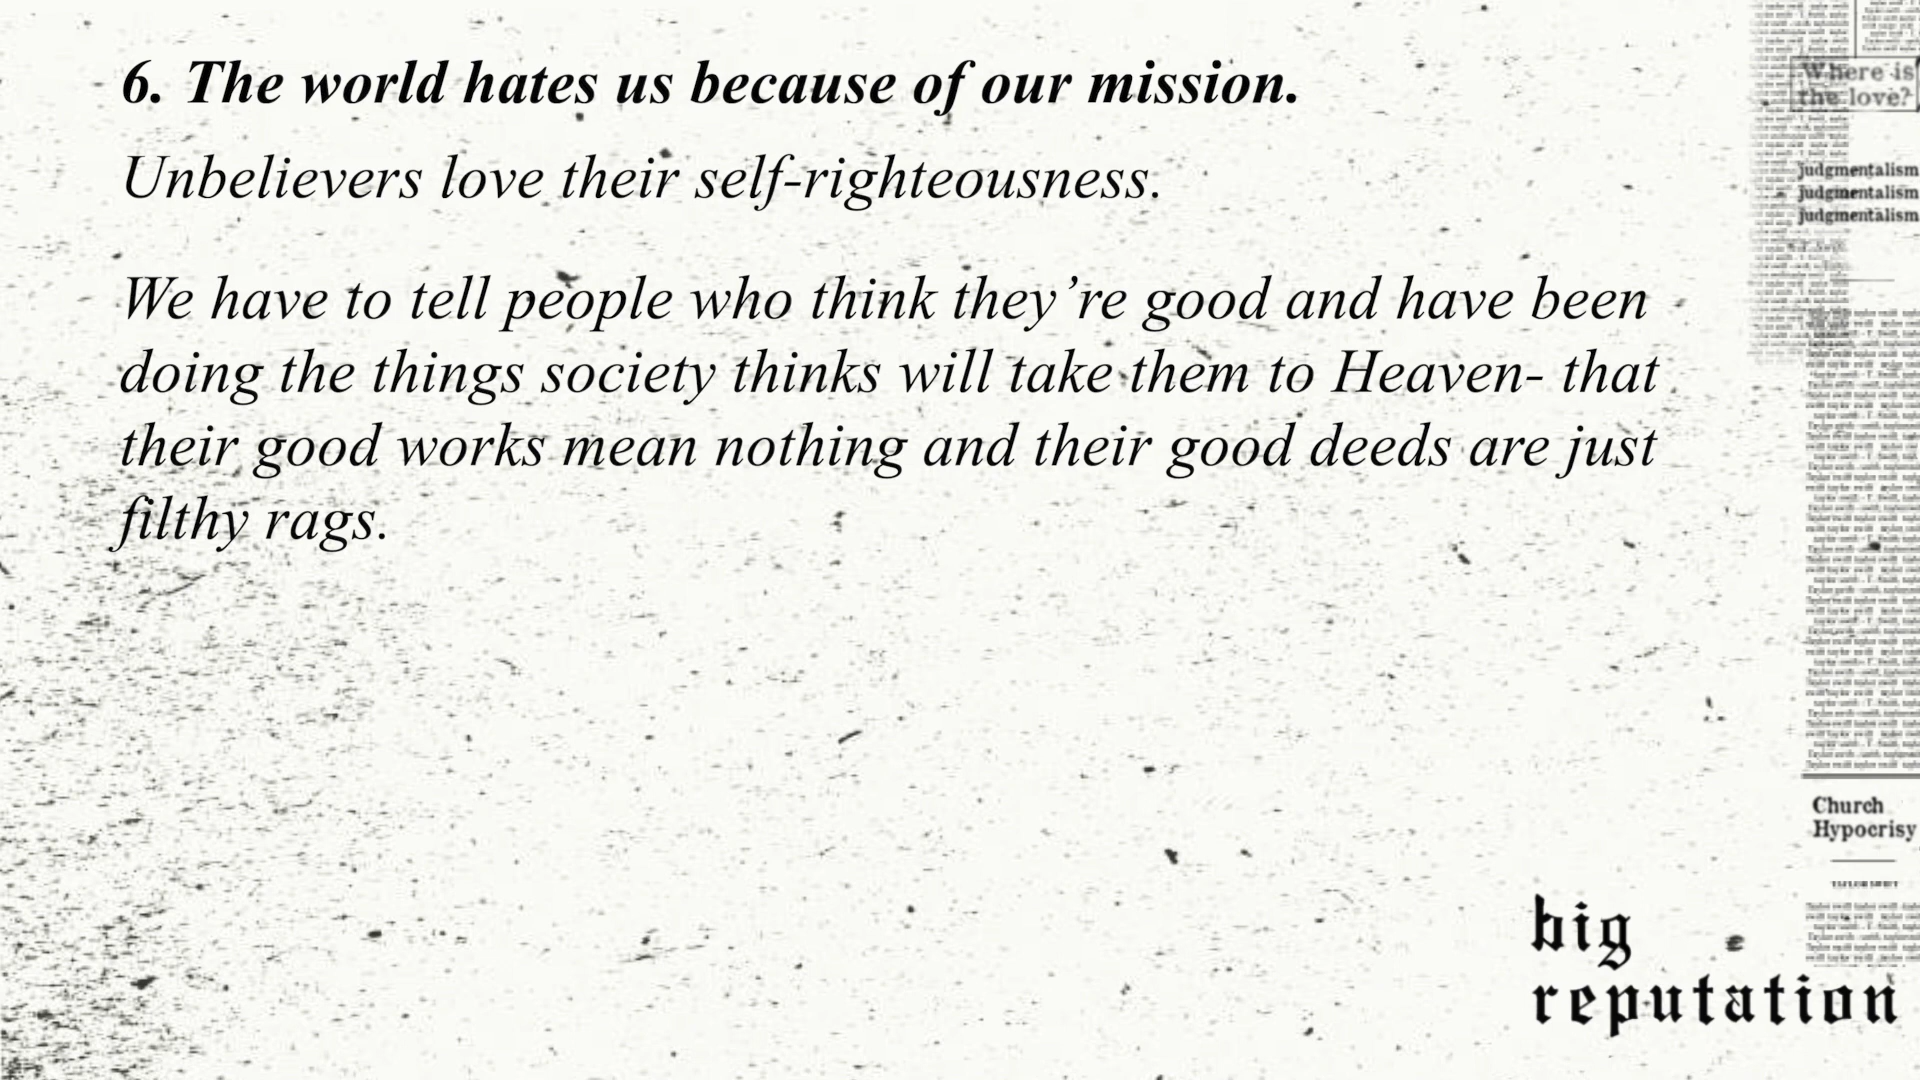 6. The world hates us because of our mission.
Unbelievers love their self-righteousness.
We have to tell people who think they’re good and have been
doing the things society thinks will take them to Heaven- that
their good works mean nothing and their good deeds are just
filthy rags.
Where is
the love?
judgmentalism
judgmentalism
judgmentalism
Church
Hypocrisy
big
reputation